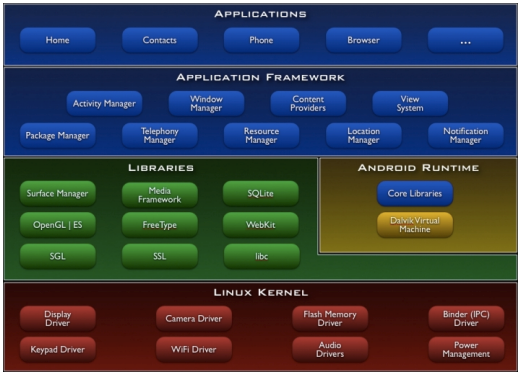 APPLICATIONS
Home
Contacts
Phone
Browser
...
APPLICATION FRAMEWORK
Activity Manager
Window
Manager
Content
Providers
View
System
Package Manager
Telephony
Manager
Resource
Manager
Location
Manager
Notification
Manager
LIBRARIES
Surface Manager
Media
Framework
SQLite
OpenGL | ES
FreeType
WebKit
SGL
SSL
libc
ANDROID RUNTIME
Core Libraries
Dalvik Virtual
Machine
LINUX KERNEL
Display
Driver
Camera Driver
Flash Memory
Driver
Binder (IPC)
Driver
Keypad Driver
WiFi Driver
Audio
Drivers
Power
Management